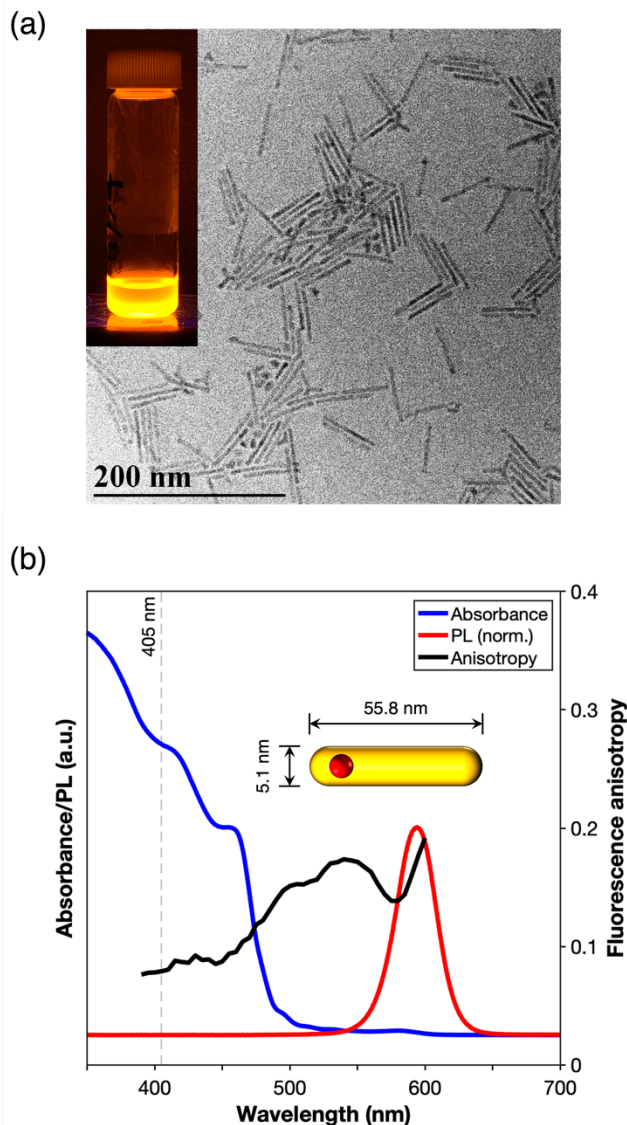 (a)
200 nm
(b)
405 nm
Absorbance
PL (norm.)
Anisotropy
55.8 nm
5.1 nm
Absorbance/PL (a.u.)
Fluorescence anisotropy
0.4
0.3
0.2
0.1
0
400
500
600
700
Wavelength (nm)